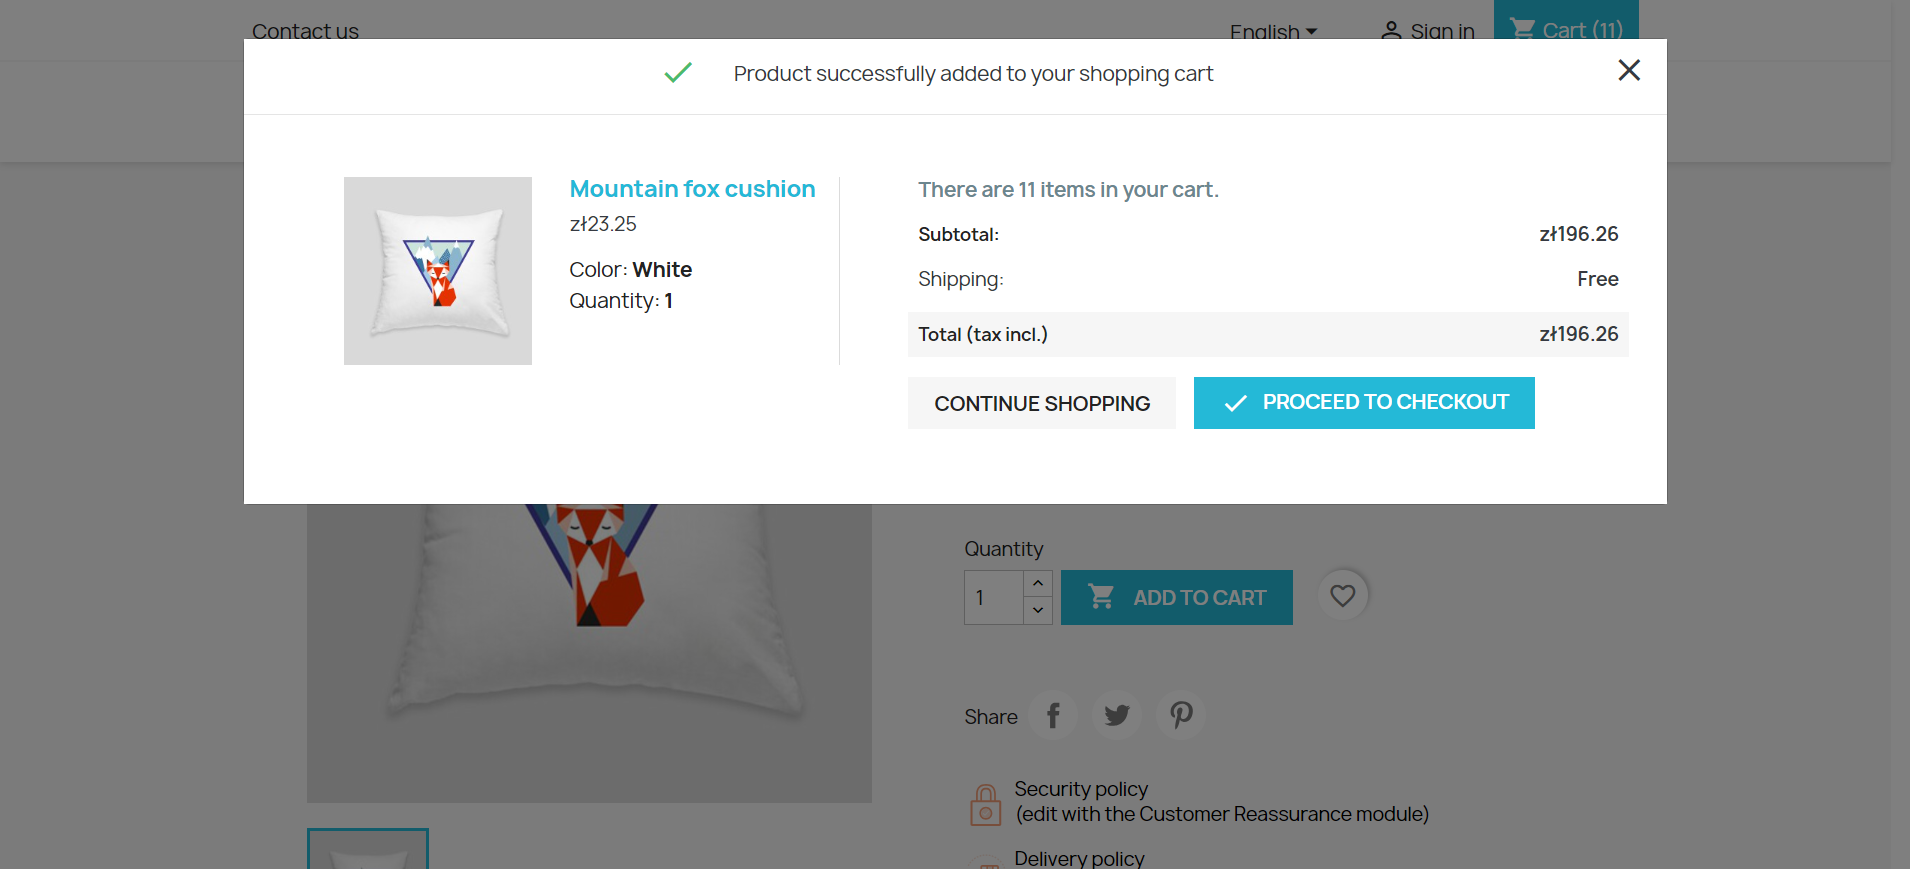 Contact us
English
Sign in
Cart (11)
Product successfully added to your shopping cart
Mountain fox cushion
zł23.25
Color: White
Quantity: 1
There are 11 items in your cart.
Subtotal: zł196.26
Shipping: Free
Total (tax incl.) zł196.26
CONTINUE SHOPPING
PROCEED TO CHECKOUT
Quantity
1
ADD TO CART
Share
Security policy
(edit with the Customer Reassurance module)
Delivery policy